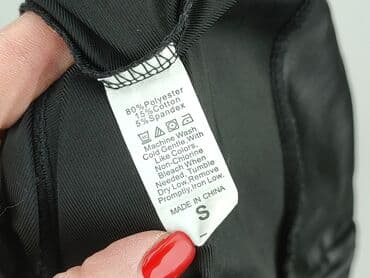 80%Polyester
15%Cotton
5%Spandex
Machine Wash
Cold Gentle With
Like Colors,
Non-Chlorine
Bleach When
Needed, Tumble
Dry Low, Remove
Promptly, Iron Low.
MADE IN CHINA
S